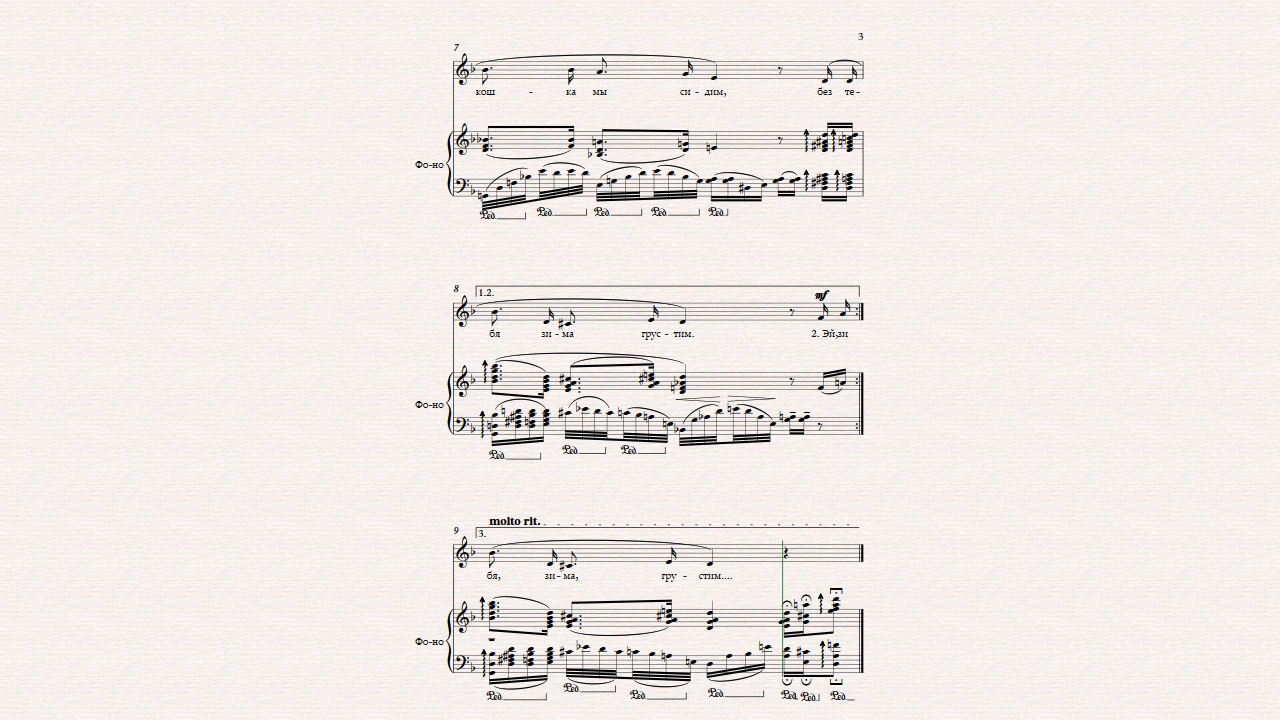 3
7
кош - ка мы си - дим, без те -
Фо-но
Ped. Ped. Ped. Ped. Ped.
8
1.2.
mf
бя зи - ма грус - тим. 2. Эй,зи
Фо-но
Ped. Ped. Ped.
molto rit.
9
3.
бя, зи - ма, гру - стим....
Фо-но
Ped. Ped. Ped. Ped. Ped. Ped. Ped.